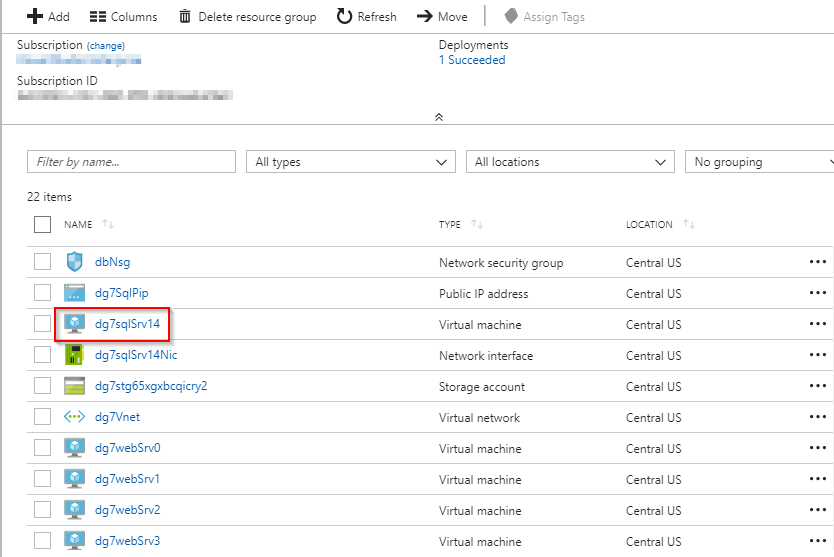 Add Columns Delete resource group Refresh Move Assign Tags
Subscription (change) Deployments
1 Succeeded
Subscription ID
Filter by name... All types All locations No grouping
22 items
NAME TYPE LOCATION
dbNsg Network security group Central US
dg7SqlPip Public IP address Central US
dg7sqlSrv14 Virtual machine Central US
dg7sqlSrv14Nic Network interface Central US
dg7stg65xgxbcqicry2 Storage account Central US
dg7Vnet Virtual network Central US
dg7webSrv0 Virtual machine Central US
dg7webSrv1 Virtual machine Central US
dg7webSrv2 Virtual machine Central US
dg7webSrv3 Virtual machine Central US